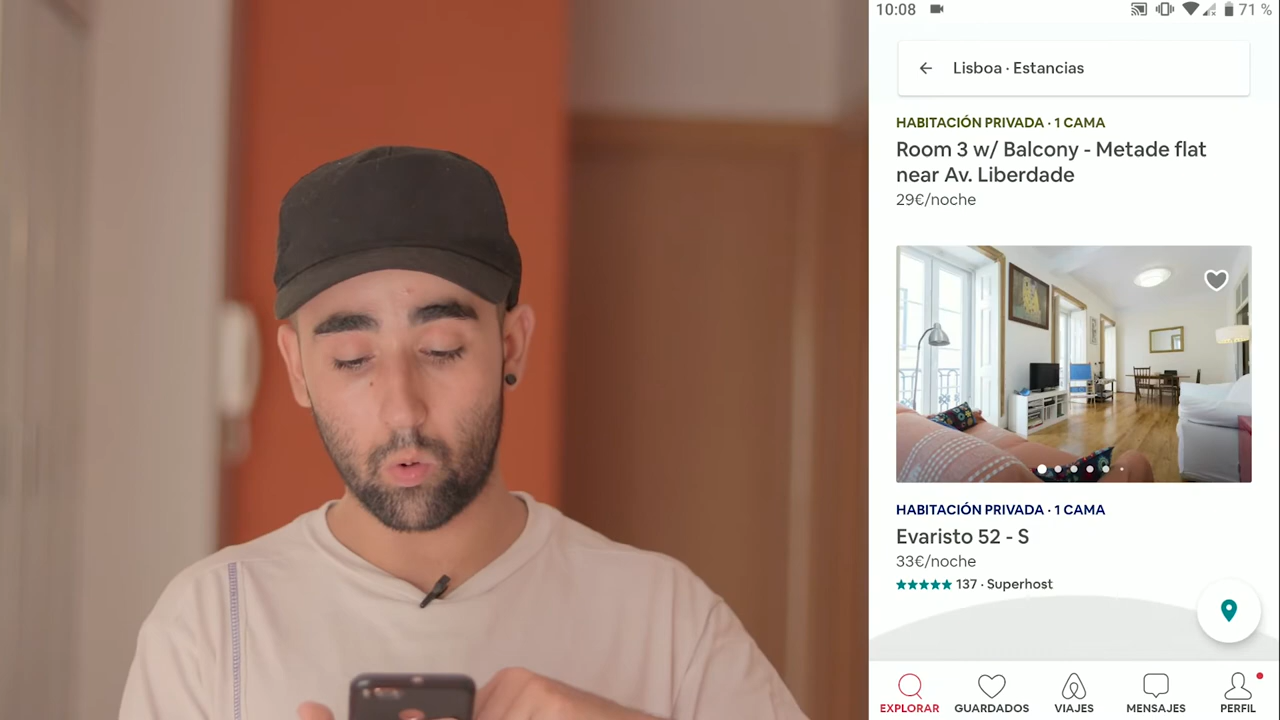 10:08
71 %
Lisboa · Estancias
HABITACIÓN PRIVADA · 1 CAMA
Room 3 w/ Balcony - Metade flat
near Av. Liberdade
29€/noche
HABITACIÓN PRIVADA · 1 CAMA
Evaristo 52 - S
33€/noche
137 · Superhost
EXPLORAR
GUARDADOS
VIAJES
MENSAJES
PERFIL